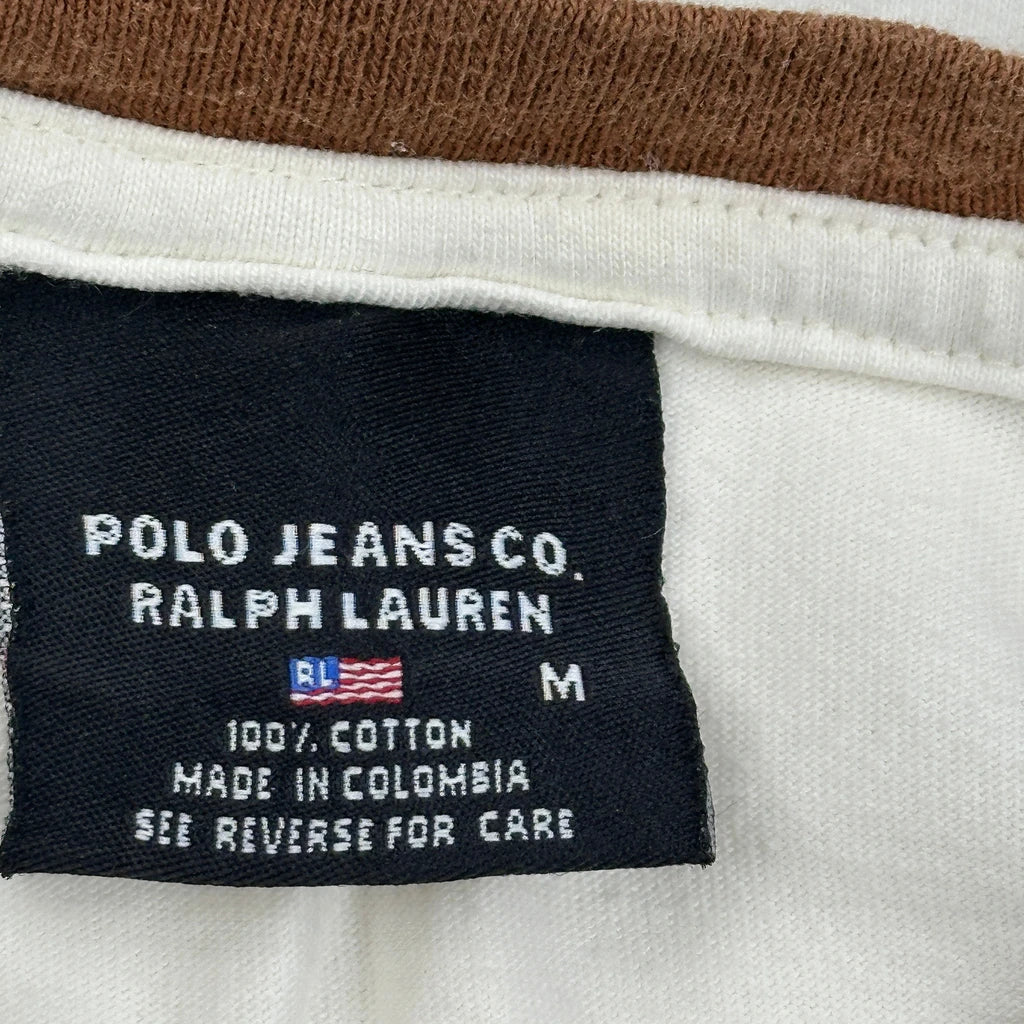 POLO JEANS CO.
RALPH LAUREN
RL M
100% COTTON
MADE IN COLOMBIA
SEE REVERSE FOR CARE